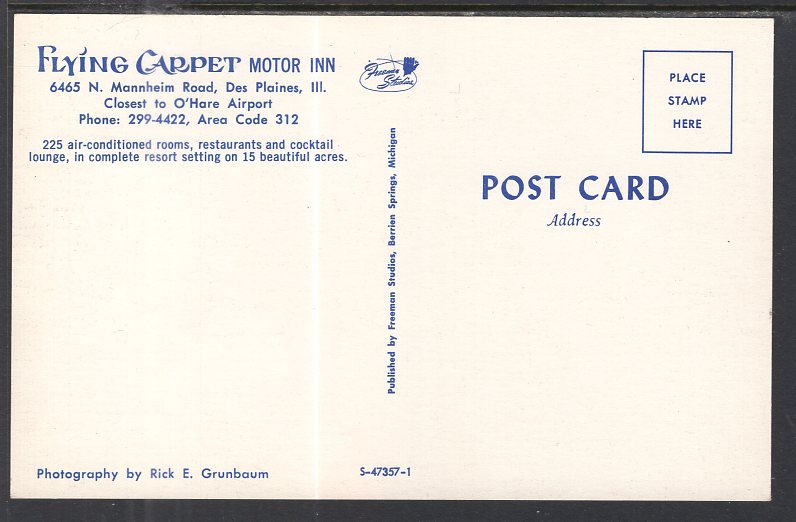 FLYING CARPET MOTOR INN
6465 N. Mannheim Road, Des Plaines, Ill.
Closest to O'Hare Airport
Phone: 299-4422, Area Code 312
225 air-conditioned rooms, restaurants and cocktail
lounge, in complete resort setting on 15 beautiful acres.
Photography by Rick E. Grunbaum
Freeman
Studios
Published by Freeman Studios, Berrien Springs, Michigan
S-47357-1
PLACE
STAMP
HERE
POST CARD
Address